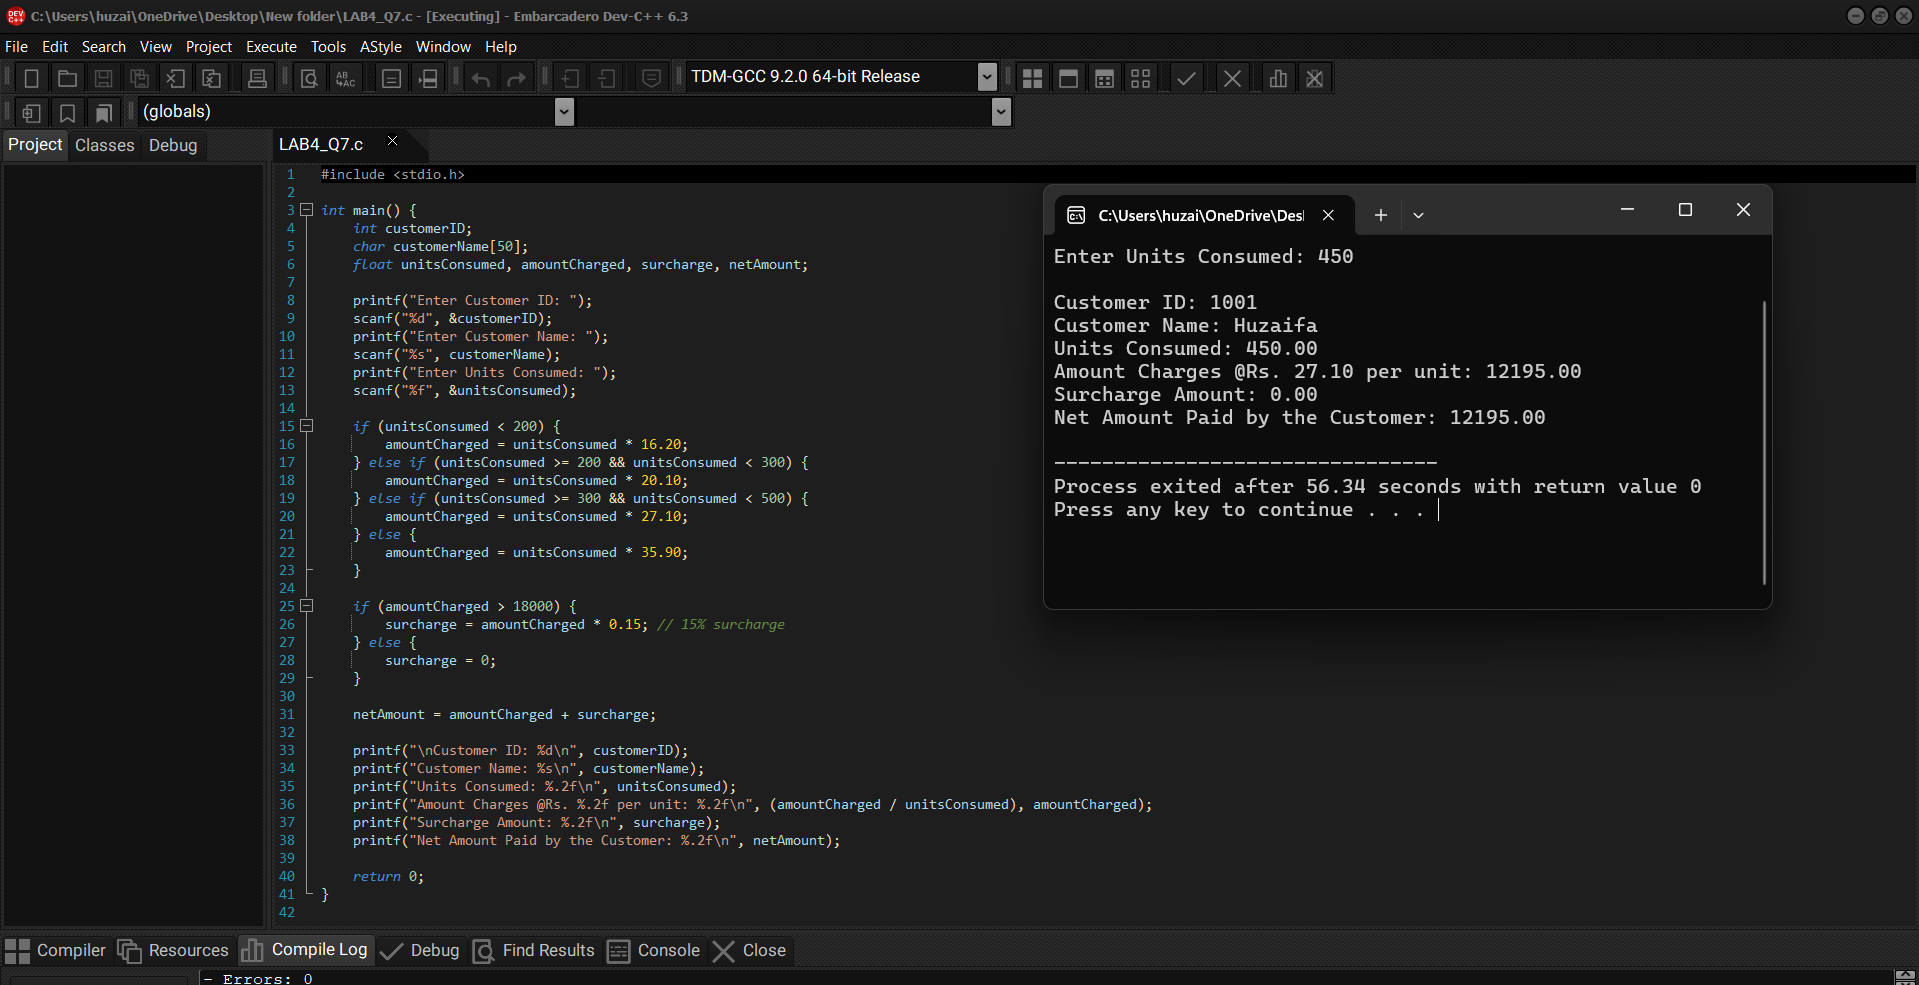 C:\Users\huzai\OneDrive\Desktop\New folder\LAB4_Q7.c - [Executing] - Embarcadero Dev-C++ 6.3
File Edit Search View Project Execute Tools AStyle Window Help
TDM-GCC 9.2.0 64-bit Release
(globals)
Project Classes Debug
LAB4_Q7.c
1 #include <stdio.h>
2
3 int main() {
4 int customerID;
5 char customerName[50];
6 float unitsConsumed, amountCharged, surcharge, netAmount;
7
8 printf("Enter Customer ID: ");
9 scanf("%d", &customerID);
10 printf("Enter Customer Name: ");
11 scanf("%s", customerName);
12 printf("Enter Units Consumed: ");
13 scanf("%f", &unitsConsumed);
14
15 if (unitsConsumed < 200) {
16 amountCharged = unitsConsumed * 16.20;
17 } else if (unitsConsumed >= 200 && unitsConsumed < 300) {
18 amountCharged = unitsConsumed * 20.10;
19 } else if (unitsConsumed >= 300 && unitsConsumed < 500) {
20 amountCharged = unitsConsumed * 27.10;
21 } else {
22 amountCharged = unitsConsumed * 35.90;
23 }
24
25 if (amountCharged > 18000) {
26 surcharge = amountCharged * 0.15; // 15% surcharge
27 } else {
28 surcharge = 0;
29 }
30
31 netAmount = amountCharged + surcharge;
32
33 printf("\nCustomer ID: %d\n", customerID);
34 printf("Customer Name: %s\n", customerName);
35 printf("Units Consumed: %.2f\n", unitsConsumed);
36 printf("Amount Charges @Rs. %.2f per unit: %.2f\n", (amountCharged / unitsConsumed), amountCharged);
37 printf("Surcharge Amount: %.2f\n", surcharge);
38 printf("Net Amount Paid by the Customer: %.2f\n", netAmount);
39
40 return 0;
41 }
42
C:\Users\huzai\OneDrive\Des
Enter Units Consumed: 450
Customer ID: 1001
Customer Name: Huzaifa
Units Consumed: 450.00
Amount Charges @Rs. 27.10 per unit: 12195.00
Surcharge Amount: 0.00
Net Amount Paid by the Customer: 12195.00
--------------------------------
Process exited after 56.34 seconds with return value 0
Press any key to continue . . .
Compiler Resources Compile Log Debug Find Results Console Close
- Errors: 0